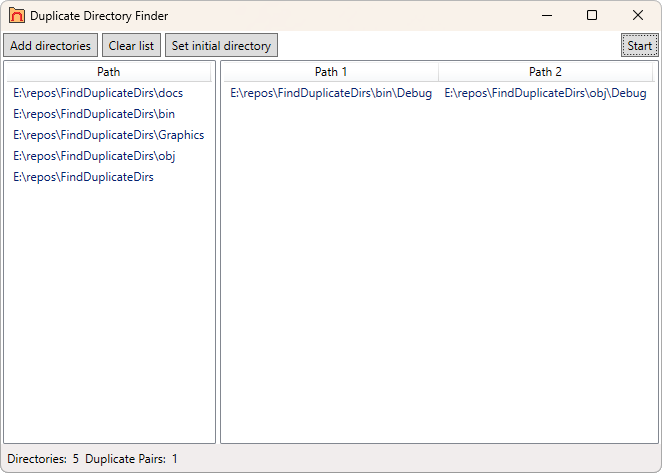 Duplicate Directory Finder
Add directories Clear list Set initial directory Start
Path
E:\repos\FindDuplicateDirs\docs
E:\repos\FindDuplicateDirs\bin
E:\repos\FindDuplicateDirs\Graphics
E:\repos\FindDuplicateDirs\obj
E:\repos\FindDuplicateDirs
Path 1 Path 2
E:\repos\FindDuplicateDirs\bin\Debug E:\repos\FindDuplicateDirs\obj\Debug
Directories: 5 Duplicate Pairs: 1